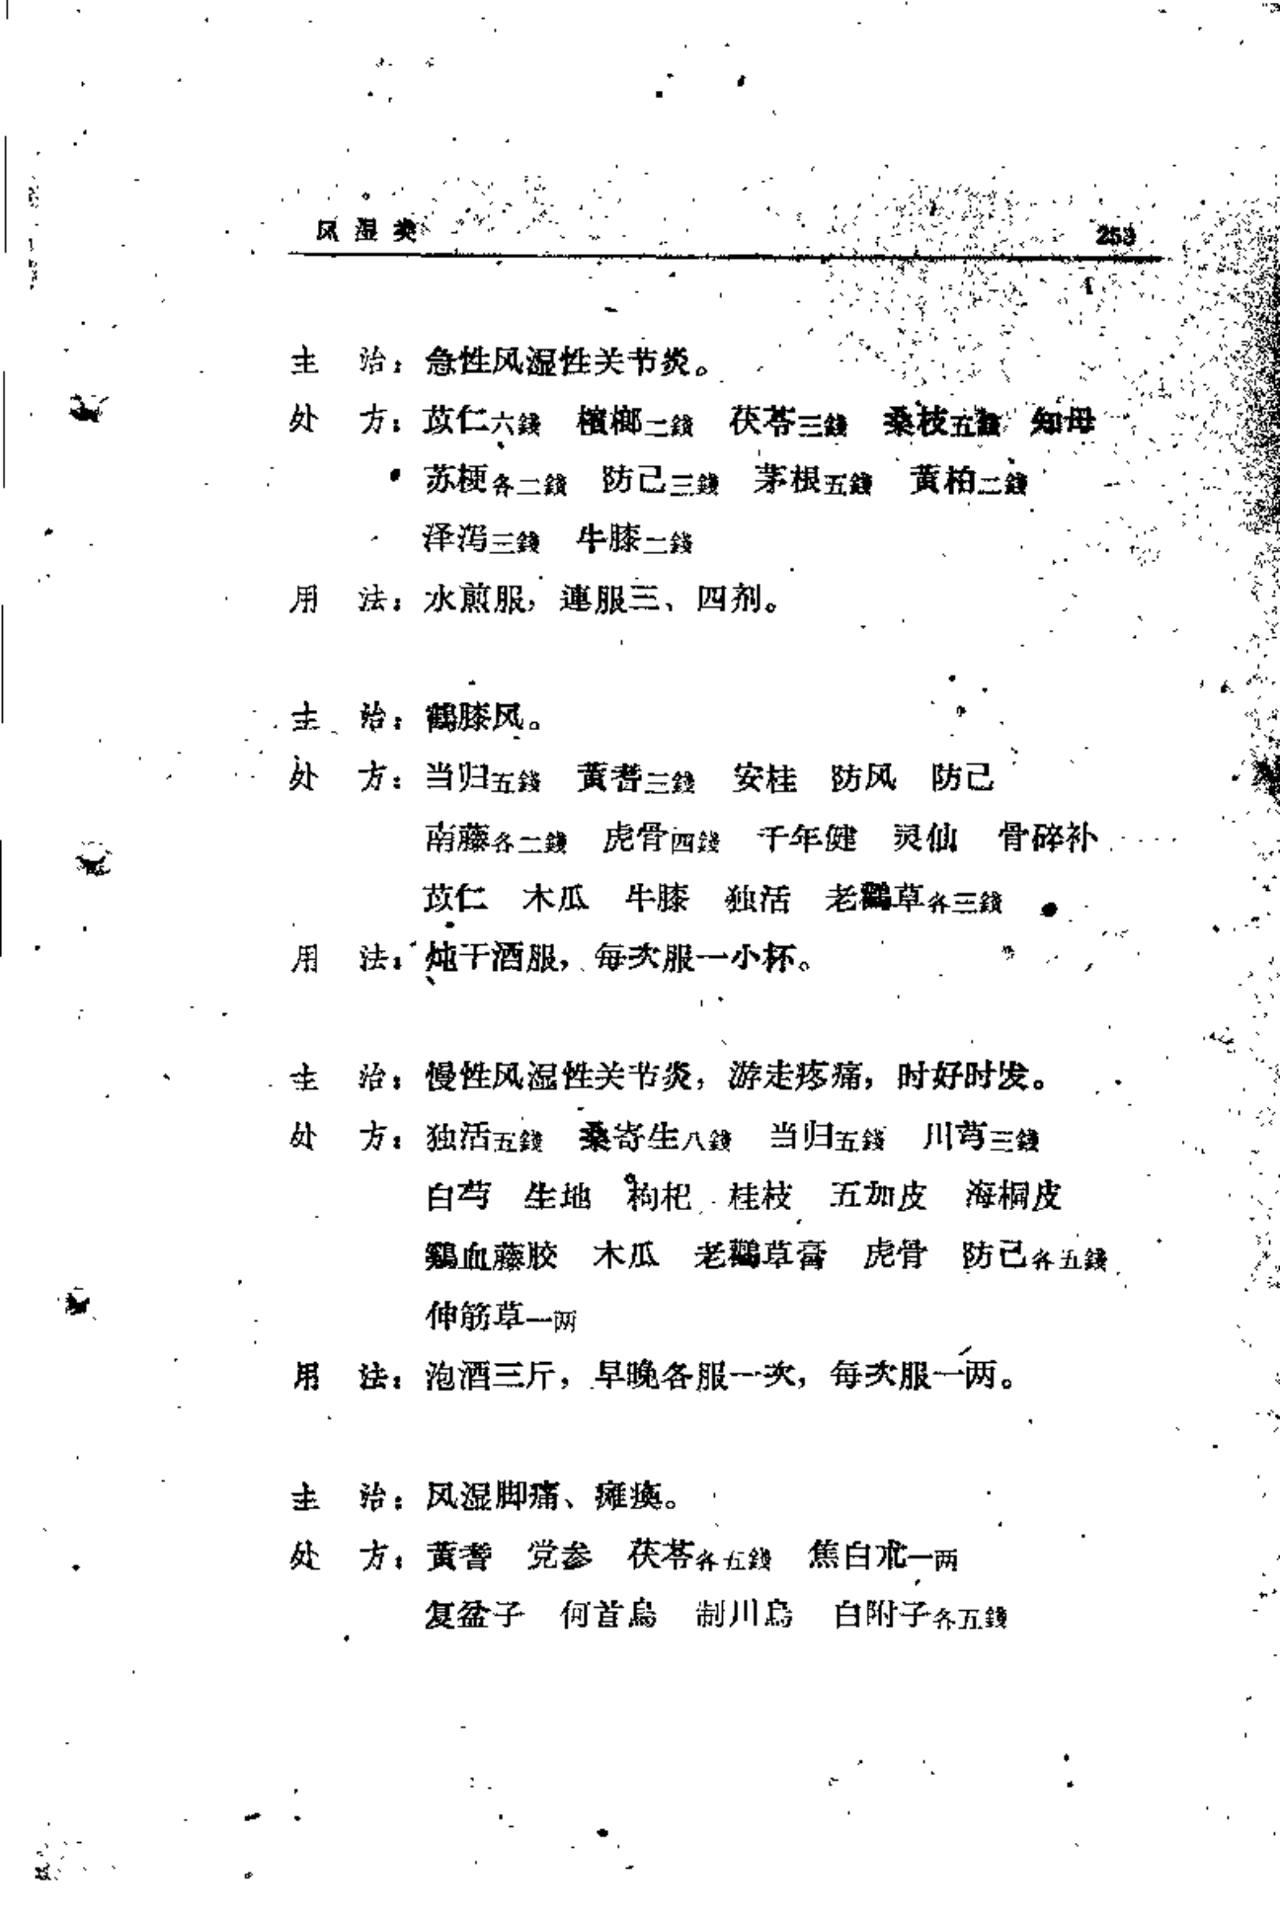 风湿类 253
主 治：急性风湿性关节炎。
处 方：苡仁六錢 槟榔二錢 茯苓三錢 桑枝五錢 知母
苏梗各二錢 防己三錢 茅根五錢 黄柏二錢
泽泻三錢 牛膝二錢
用 法：水煎服，連服三、四剂。
主 治：鶴膝风。
处 方：当归五錢 黄耆三錢 安桂 防风 防己
南藤各二錢 虎骨四錢 千年健 灵仙 骨碎补
苡仁 木瓜 牛膝 独活 老鸛草各三錢
用 法：炖干酒服，每次服一小杯。
主 治：慢性风湿性关节炎，游走疼痛，时好时发。
处 方：独活五錢 桑寄生八錢 当归五錢 川芎三錢
白芍 生地 枸杞 桂枝 五加皮 海桐皮
鷄血藤胶 木瓜 老鸛草膏 虎骨 防己各五錢
伸筋草一两
用 法：泡酒三斤，早晚各服一次，每次服一两。
主 治：风湿脚痛、瘫痪。
处 方：黄耆 党参 茯苓各五錢 焦白朮一两
复盆子 何首烏 制川烏 白附子各五錢